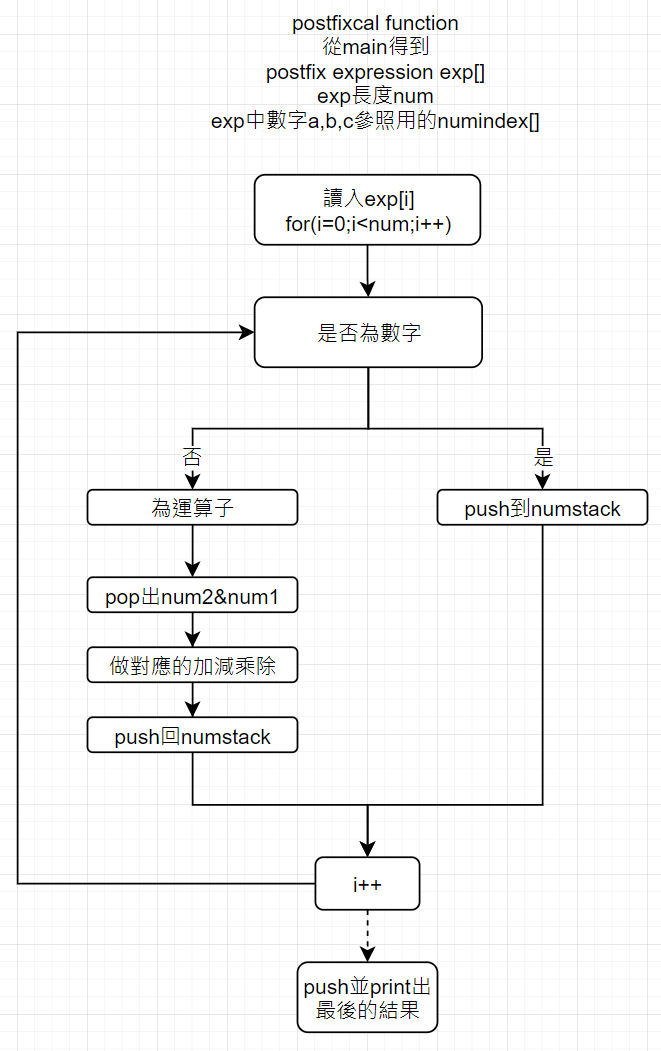 postfixcal function
從main得到
postfix expression exp[]
exp長度num
exp中數字a,b,c參照用的numindex[]
讀入exp[i]
for(i=0;i<num;i++)
是否為數字
否
是
為運算子
push到numstack
pop出num2&num1
做對應的加減乘除
push回numstack
i++
push並print出
最後的結果